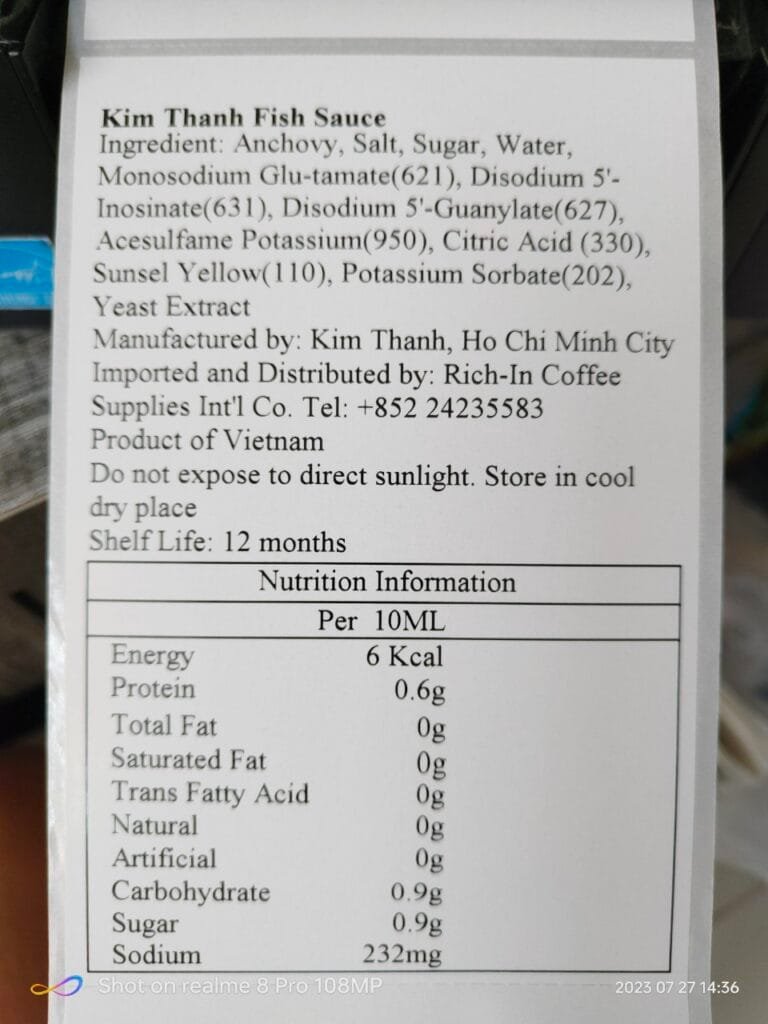 Kim Thanh Fish Sauce
Ingredient: Anchovy, Salt, Sugar, Water,
Monosodium Glu-tamate(621), Disodium 5'-
Inosinate(631), Disodium 5'-Guanylate(627),
Acesulfame Potassium(950), Citric Acid (330),
Sunsel Yellow(110), Potassium Sorbate(202),
Yeast Extract
Manufactured by: Kim Thanh, Ho Chi Minh City
Imported and Distributed by: Rich-In Coffee
Supplies Int'l Co. Tel: +852 24235583
Product of Vietnam
Do not expose to direct sunlight. Store in cool
dry place
Shelf Life: 12 months
Nutrition Information
Per 10ML
Energy 6 Kcal
Protein 0.6g
Total Fat 0g
Saturated Fat 0g
Trans Fatty Acid 0g
Natural 0g
Artificial 0g
Carbohydrate 0.9g
Sugar 0.9g
Sodium 232mg
Shot on realme 8 Pro 108MP 2023 07 27 14:36